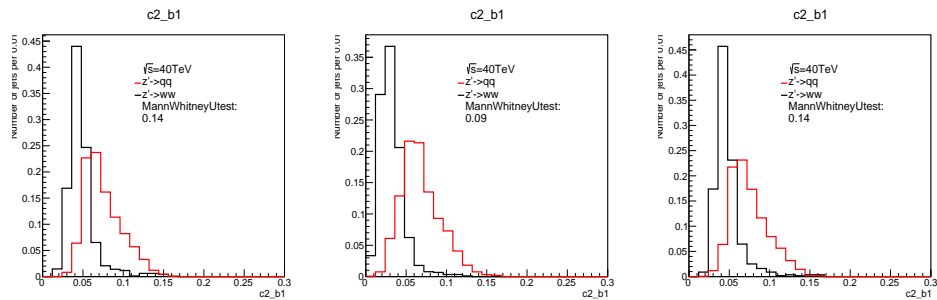 c2_b1
Number of jets per 0.01
√s=40TeV
z'->qq
z'->ww
MannWhitneyUtest:
0.14
0.45
0.4
0.35
0.3
0.25
0.2
0.15
0.1
0.05
0
0 0.05 0.1 0.15 0.2 0.25 0.3
c2_b1
c2_b1
Number of jets per 0.01
√s=40TeV
z'->qq
z'->ww
MannWhitneyUtest:
0.09
0.35
0.3
0.25
0.2
0.15
0.1
0.05
0
0 0.05 0.1 0.15 0.2 0.25 0.3
c2_b1
c2_b1
Number of jets per 0.01
√s=40TeV
z'->qq
z'->ww
MannWhitneyUtest:
0.14
0.45
0.4
0.35
0.3
0.25
0.2
0.15
0.1
0.05
0
0 0.05 0.1 0.15 0.2 0.25 0.3
c2_b1